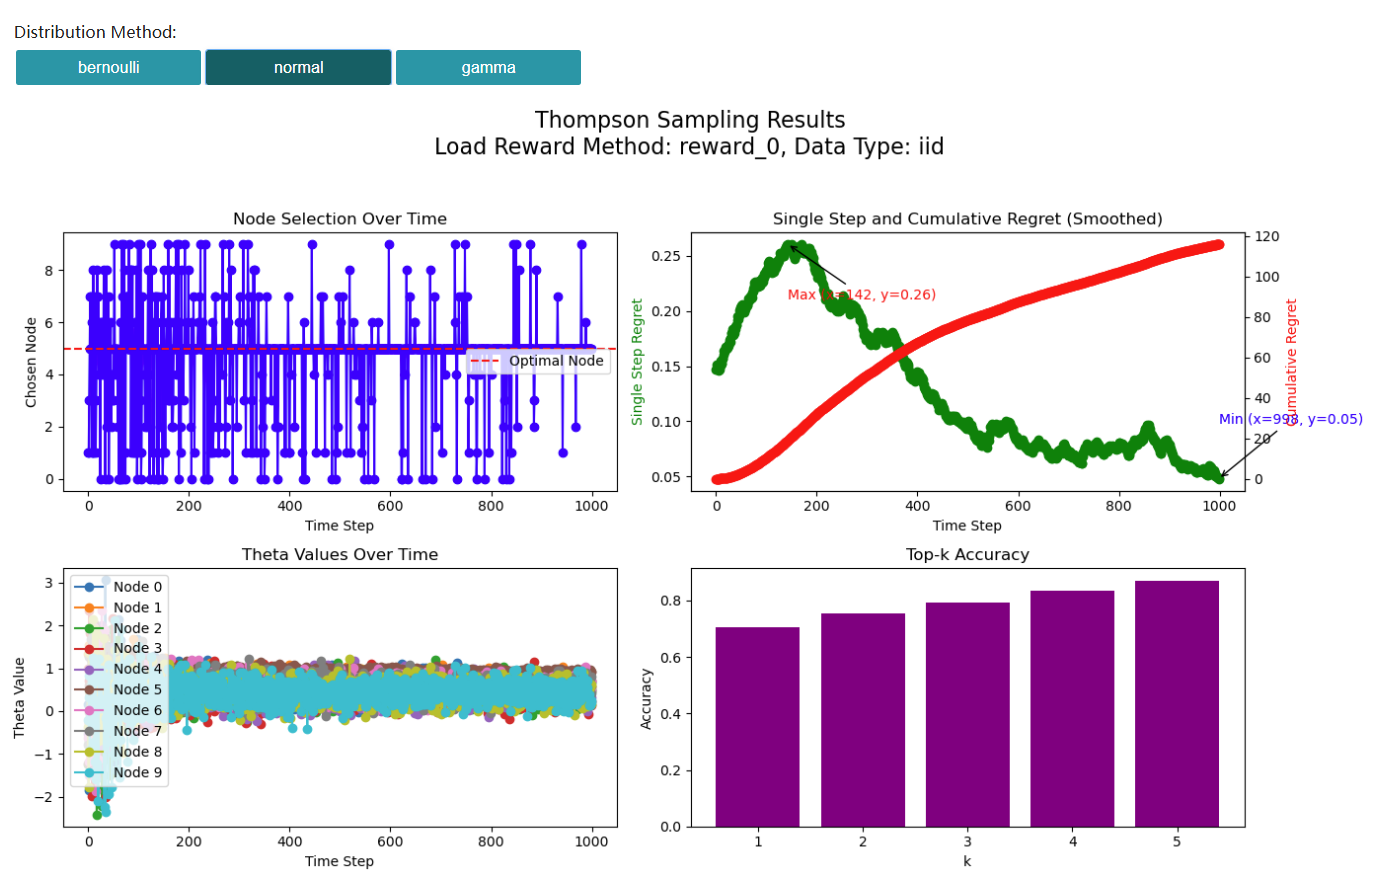 Distribution Method:
bernoulli normal gamma
Thompson Sampling Results
Load Reward Method: reward_0, Data Type: iid
Node Selection Over Time
8
6
4
2
0
Chosen Node
Optimal Node
0 200 400 600 800 1000
Time Step
Single Step and Cumulative Regret (Smoothed)
0.25
0.20
0.15
0.10
0.05
Single Step Regret
Max (x=142, y=0.26)
Min (x=998, y=0.05)
120
100
80
60
40
20
0
Cumulative Regret
0 200 400 600 800 1000
Time Step
Theta Values Over Time
3
2
1
0
−1
−2
Theta Value
Node 0
Node 1
Node 2
Node 3
Node 4
Node 5
Node 6
Node 7
Node 8
Node 9
0 200 400 600 800 1000
Time Step
Top-k Accuracy
0.8
0.6
0.4
0.2
0.0
Accuracy
1 2 3 4 5
k